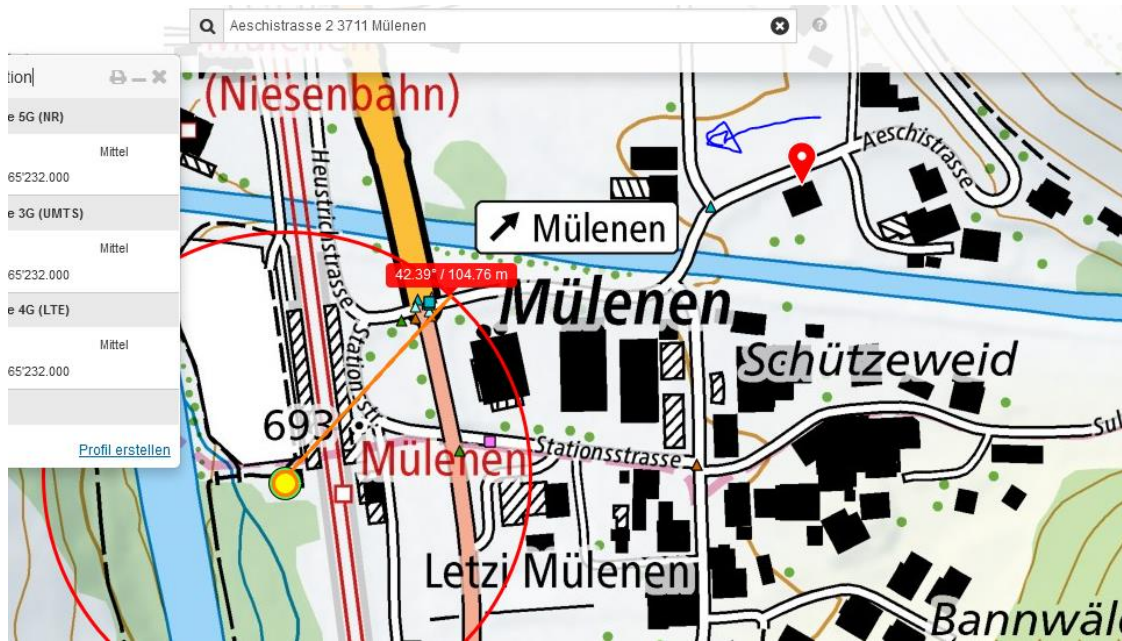 Aeschistrasse 2 3711 Mülenen
Mülenen
(Niesenbahn)
tion
e 5G (NR)
Mittel
65'232.000
e 3G (UMTS)
Mittel
65'232.000
e 4G (LTE)
Mittel
65'232.000
Profil erstellen
Heustrichstrasse
Aeschistrasse
Mülenen
42.39° / 104.76 m
Mülenen
Schützeweid
Stationsstr.
693
Mülenen
Stationsstrasse
Sul
Letzi Mülenen
Bannwäl